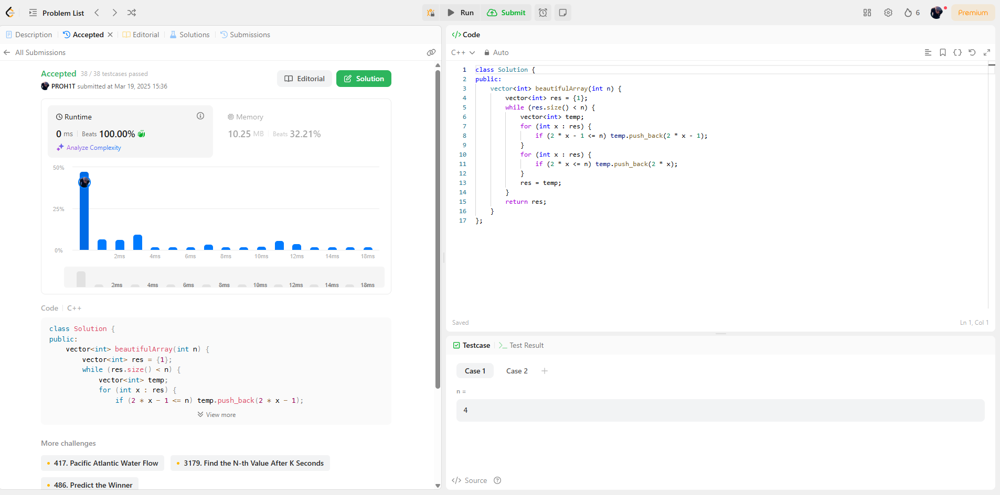 Problem List
Run
Submit
6
Premium
Description
Accepted
Editorial
Solutions
Submissions
All Submissions
Accepted 38 / 38 testcases passed
PROH1T submitted at Mar 19, 2025 15:36
Editorial
Solution
Runtime
0 ms Beats 100.00%
Analyze Complexity
Memory
10.25 MB Beats 32.21%
50%
25%
0%
2ms 4ms 6ms 8ms 10ms 12ms 14ms 18ms
2ms 4ms 6ms 8ms 10ms 12ms 14ms 18ms
Code C++
class Solution {
public:
    vector<int> beautifulArray(int n) {
        vector<int> res = {1};
        while (res.size() < n) {
            vector<int> temp;
            for (int x : res) {
                if (2 * x - 1 <= n) temp.push_back(2 * x - 1);
View more
More challenges
417. Pacific Atlantic Water Flow
3179. Find the N-th Value After K Seconds
486. Predict the Winner
Code
C++
Auto
1 class Solution {
2 public:
3     vector<int> beautifulArray(int n) {
4         vector<int> res = {1};
5         while (res.size() < n) {
6             vector<int> temp;
7             for (int x : res) {
8                 if (2 * x - 1 <= n) temp.push_back(2 * x - 1);
9             }
10             for (int x : res) {
11                 if (2 * x <= n) temp.push_back(2 * x);
12             }
13             res = temp;
14         }
15         return res;
16     }
17 };
Saved
Ln 1, Col 1
Testcase
Test Result
Case 1
Case 2
n =
4
Source